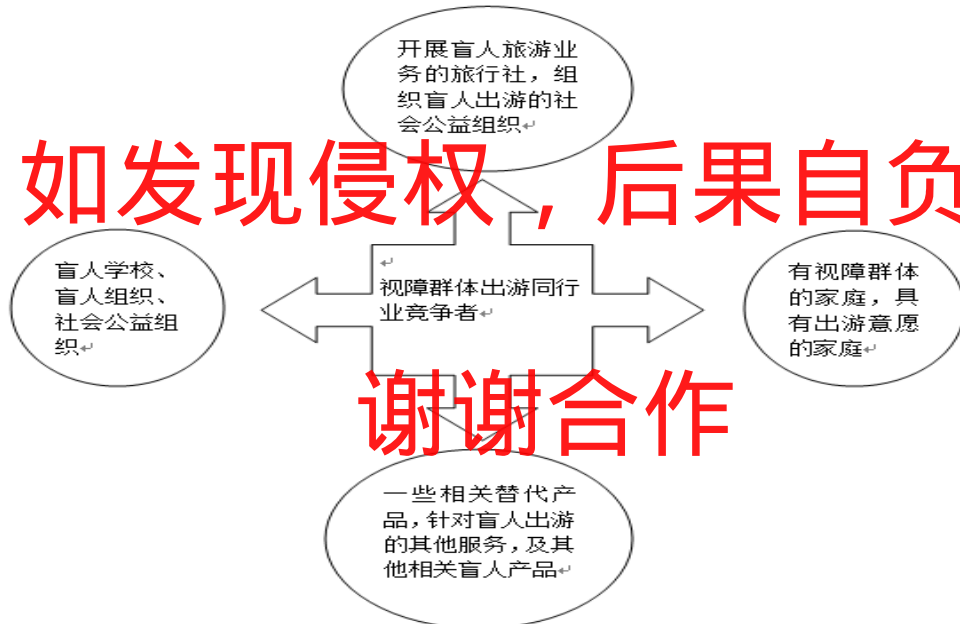 开展盲人旅游业
务的旅行社，组
织盲人出游的社
会公益组织
如发现侵权，后果自负
盲人学校、
盲人组织、
社会公益组
织
视障群体出游同行
业竞争者
有视障群体
的家庭，具
有出游意愿
的家庭
谢谢合作
一些相关替代产
品，针对盲人出游
的其他服务，及其
他相关盲人产品